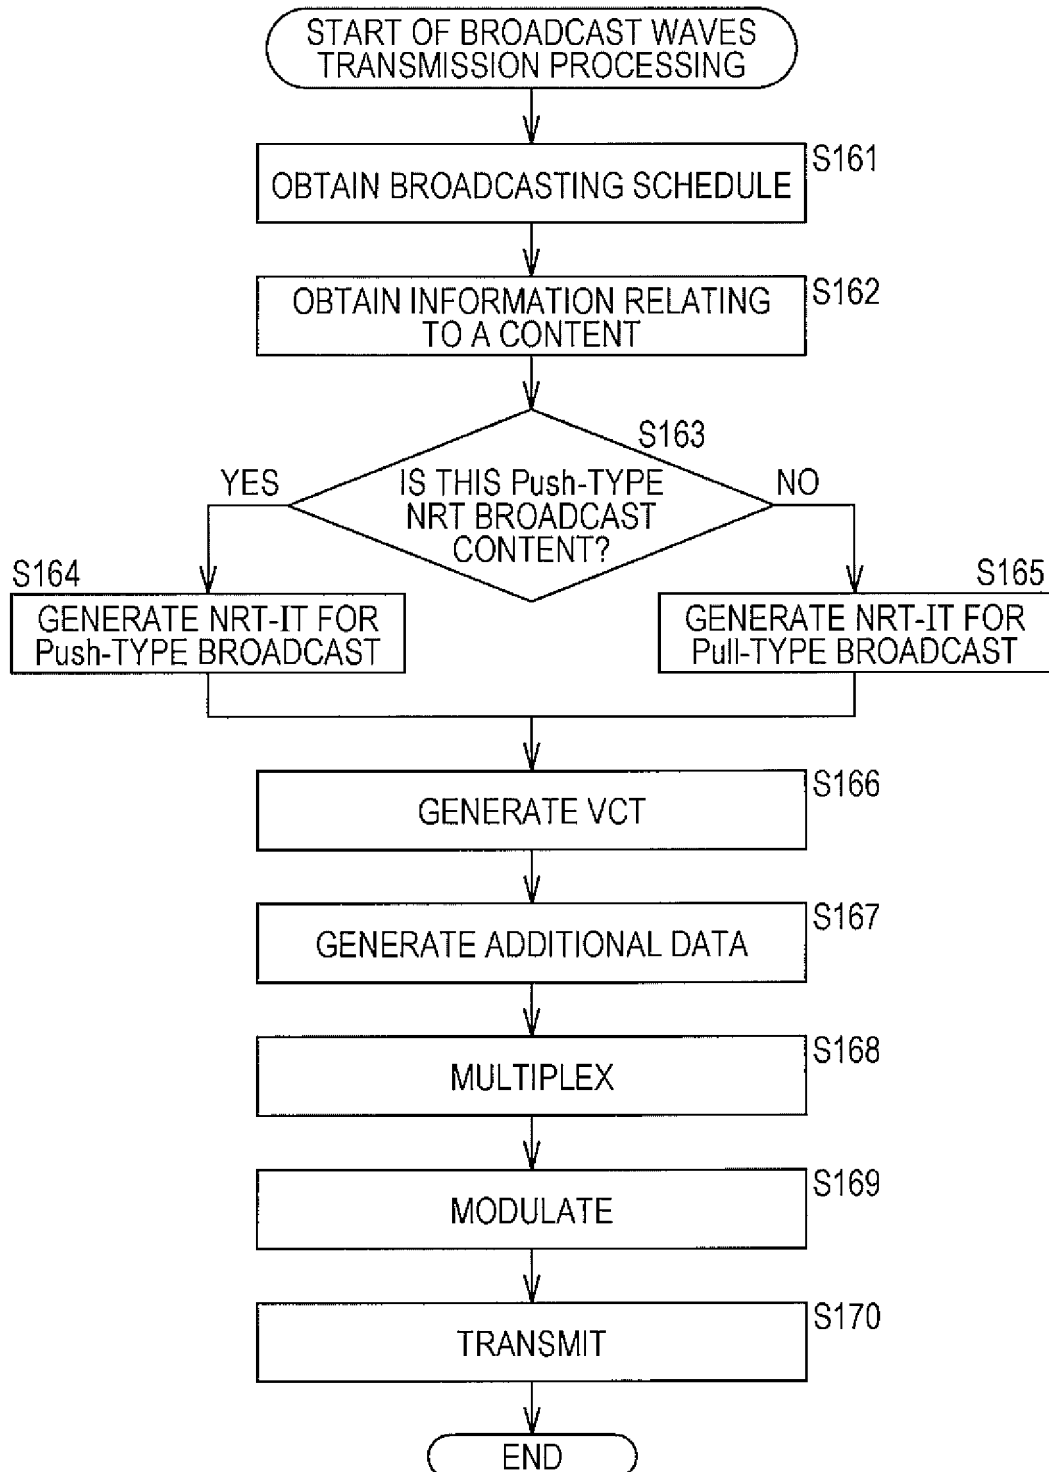 START OF BROADCAST WAVES
TRANSMISSION PROCESSING
S161
OBTAIN BROADCASTING SCHEDULE
S162
OBTAIN INFORMATION RELATING
TO A CONTENT
S163
YES
IS THIS Push-TYPE
NRT BROADCAST
CONTENT?
NO
S164
GENERATE NRT-IT FOR
Push-TYPE BROADCAST
S165
GENERATE NRT-IT FOR
Pull-TYPE BROADCAST
S166
GENERATE VCT
S167
GENERATE ADDITIONAL DATA
S168
MULTIPLEX
S169
MODULATE
S170
TRANSMIT
END